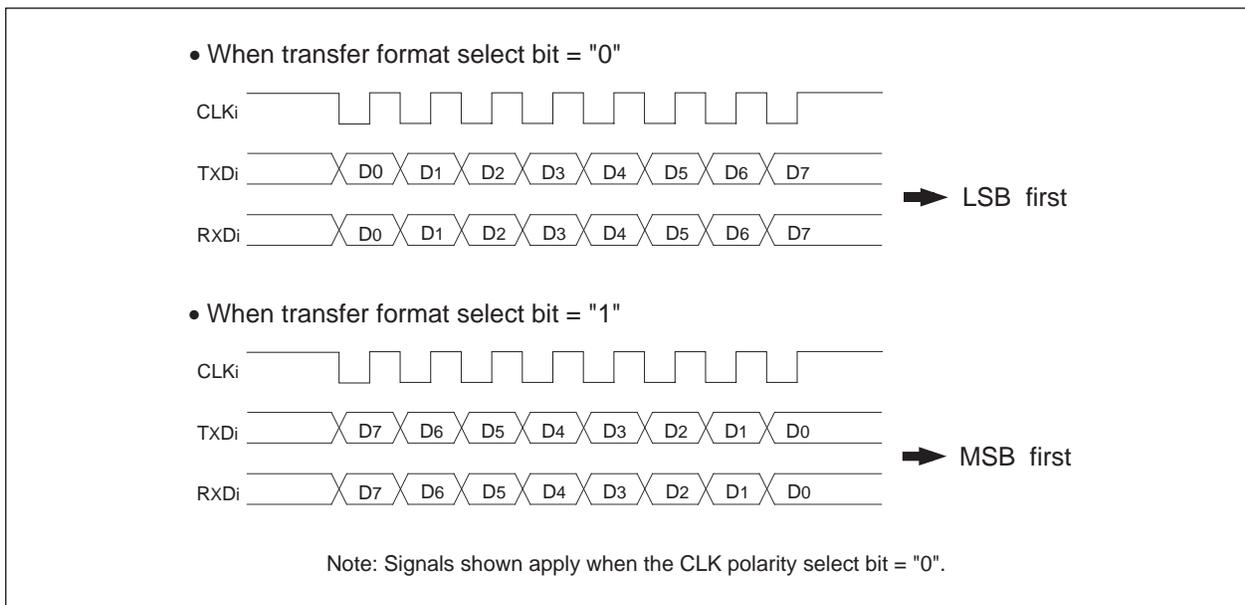 • When transfer format select bit = "0"
CLKi
TXDi D0 D1 D2 D3 D4 D5 D6 D7
RXDi D0 D1 D2 D3 D4 D5 D6 D7
LSB first
• When transfer format select bit = "1"
CLKi
TXDi D7 D6 D5 D4 D3 D2 D1 D0
RXDi D7 D6 D5 D4 D3 D2 D1 D0
MSB first
Note: Signals shown apply when the CLK polarity select bit = "0".